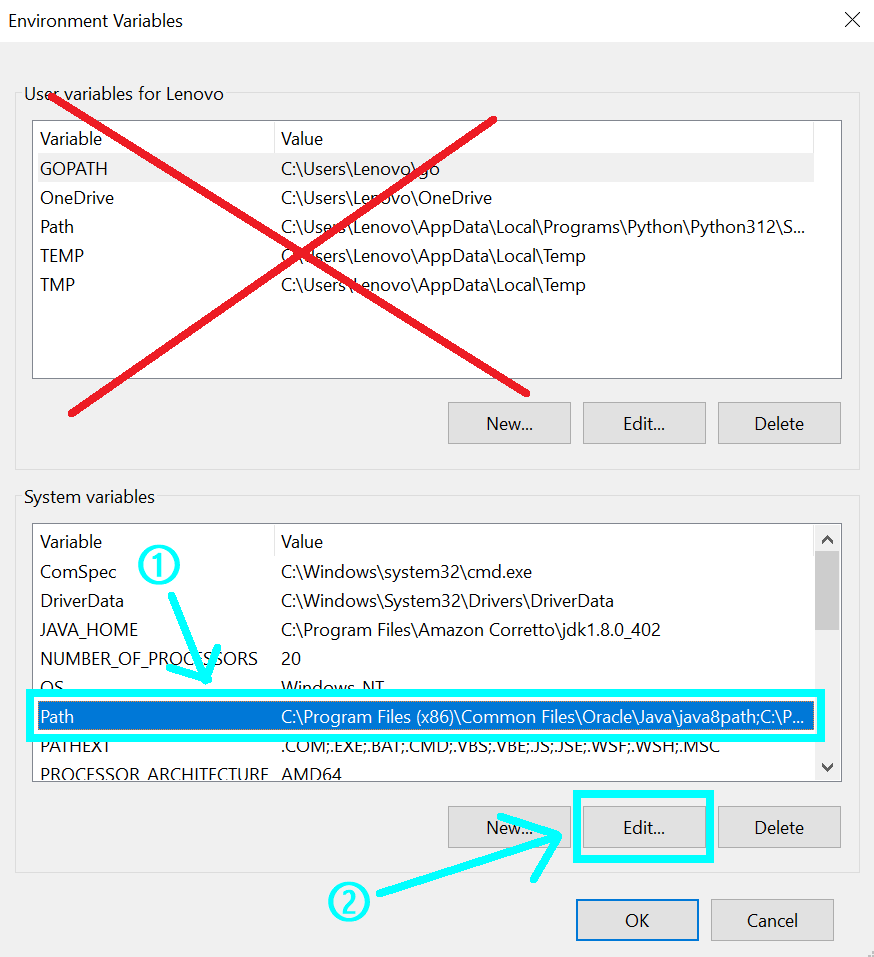 Environment Variables
User variables for Lenovo
Variable Value
GOPATH C:\Users\Lenovo\go
OneDrive C:\Users\Lenovo\OneDrive
Path C:\Users\Lenovo\AppData\Local\Programs\Python\Python312\S...
TEMP C:\Users\Lenovo\AppData\Local\Temp
TMP C:\Users\Lenovo\AppData\Local\Temp
New... Edit... Delete
System variables
Variable Value
1
ComSpec C:\Windows\system32\cmd.exe
DriverData C:\Windows\System32\Drivers\DriverData
JAVA_HOME C:\Program Files\Amazon Corretto\jdk1.8.0_402
NUMBER_OF_PROCESSORS 20
OS Windows_NT
Path C:\Program Files (x86)\Common Files\Oracle\Java\java8path;C:\P...
PATHEXT .COM;.EXE;.BAT;.CMD;.VBS;.VBE;.JS;.JSE;.WSF;.WSH;.MSC
PROCESSOR_ARCHITECTURE AMD64
New... Edit... Delete
2
OK Cancel